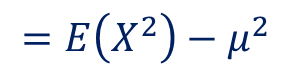 = E(X²) − μ²